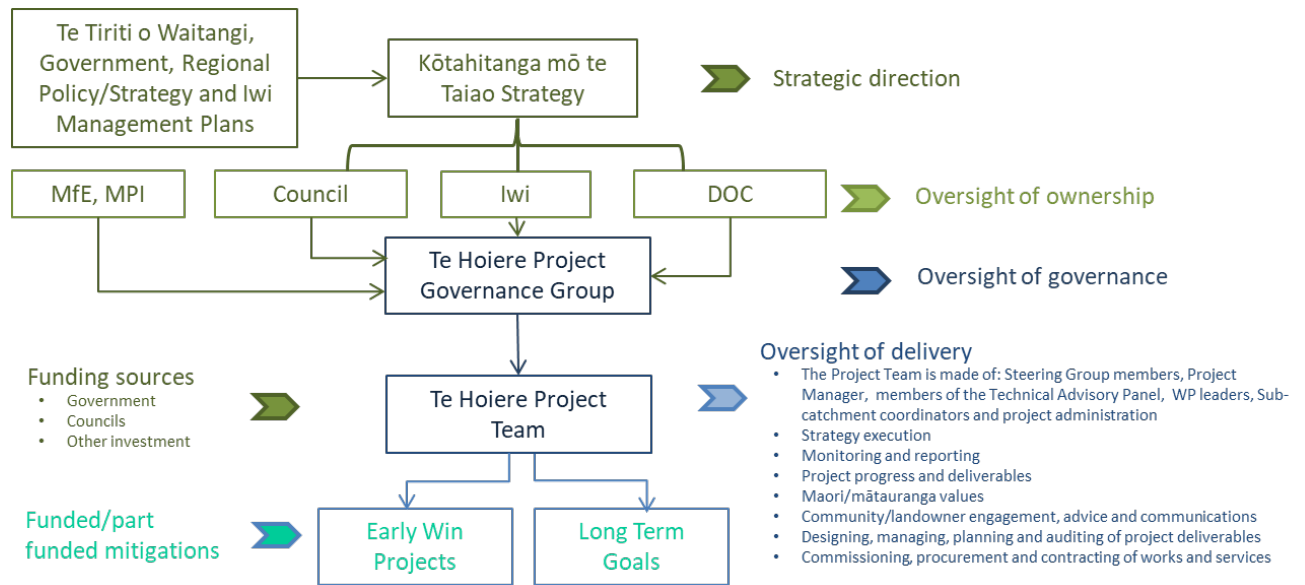 Te Tiriti o Waitangi,
Government, Regional
Policy/Strategy and Iwi
Management Plans
Kōtahitanga mō te
Taiao Strategy
Strategic direction
MfE, MPI
Council
Iwi
DOC
Oversight of ownership
Te Hoiere Project
Governance Group
Oversight of governance
Funding sources
• Government
• Councils
• Other investment
Te Hoiere Project
Team
Oversight of delivery
• The Project Team is made of: Steering Group members, Project
Manager, members of the Technical Advisory Panel, WP leaders, Sub-
catchment coordinators and project administration
• Strategy execution
• Monitoring and reporting
• Project progress and deliverables
• Maori/mātauranga values
• Community/landowner engagement, advice and communications
• Designing, managing, planning and auditing of project deliverables
• Commissioning, procurement and contracting of works and services
Funded/part
funded mitigations
Early Win
Projects
Long Term
Goals